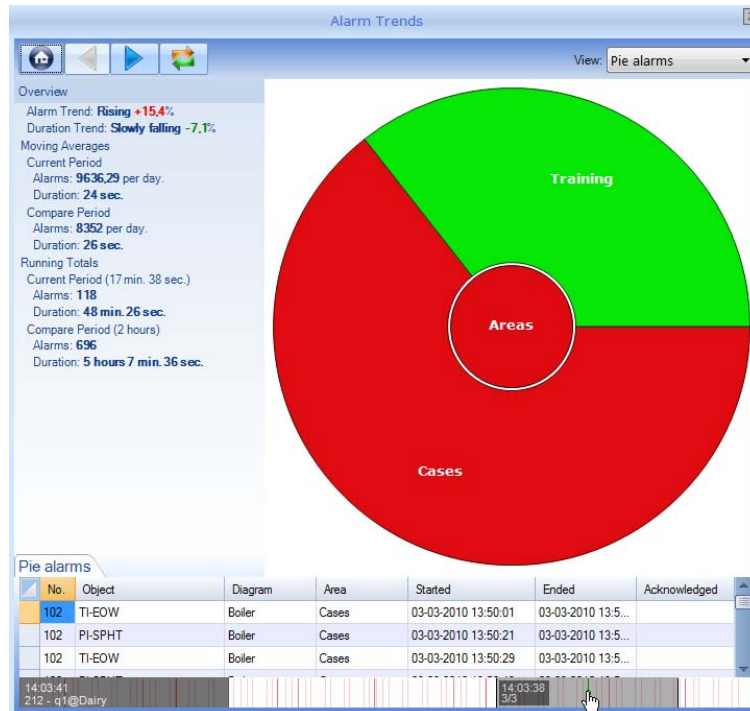 Alarm Trends
View: Pie alarms
Overview
Alarm Trend: Rising +15,4%
Duration Trend: Slowly falling -7,1%
Moving Averages
Current Period
Alarms: 9636,29 per day.
Duration: 24 sec.
Compare Period
Alarms: 8352 per day.
Duration: 26 sec.
Running Totals
Current Period (17 min. 38 sec.)
Alarms: 118
Duration: 48 min. 26 sec.
Compare Period (2 hours)
Alarms: 696
Duration: 5 hours 7 min. 36 sec.
Training
Areas
Cases
Pie alarms
No. Object Diagram Area Started Ended Acknowledged
102 TI-EOW Boiler Cases 03-03-2010 13:50:01 03-03-2010 13:5...
102 PI-SPHT Boiler Cases 03-03-2010 13:50:21 03-03-2010 13:5...
102 TI-EOW Boiler Cases 03-03-2010 13:50:29 03-03-2010 13:5...
14:03:41
212 - q1@Dairy
14:03:38
3/3